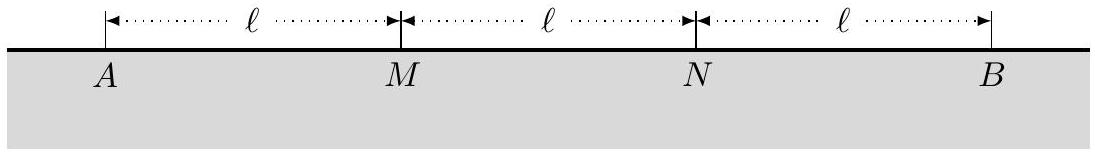 ℓ ℓ ℓ
A M N B